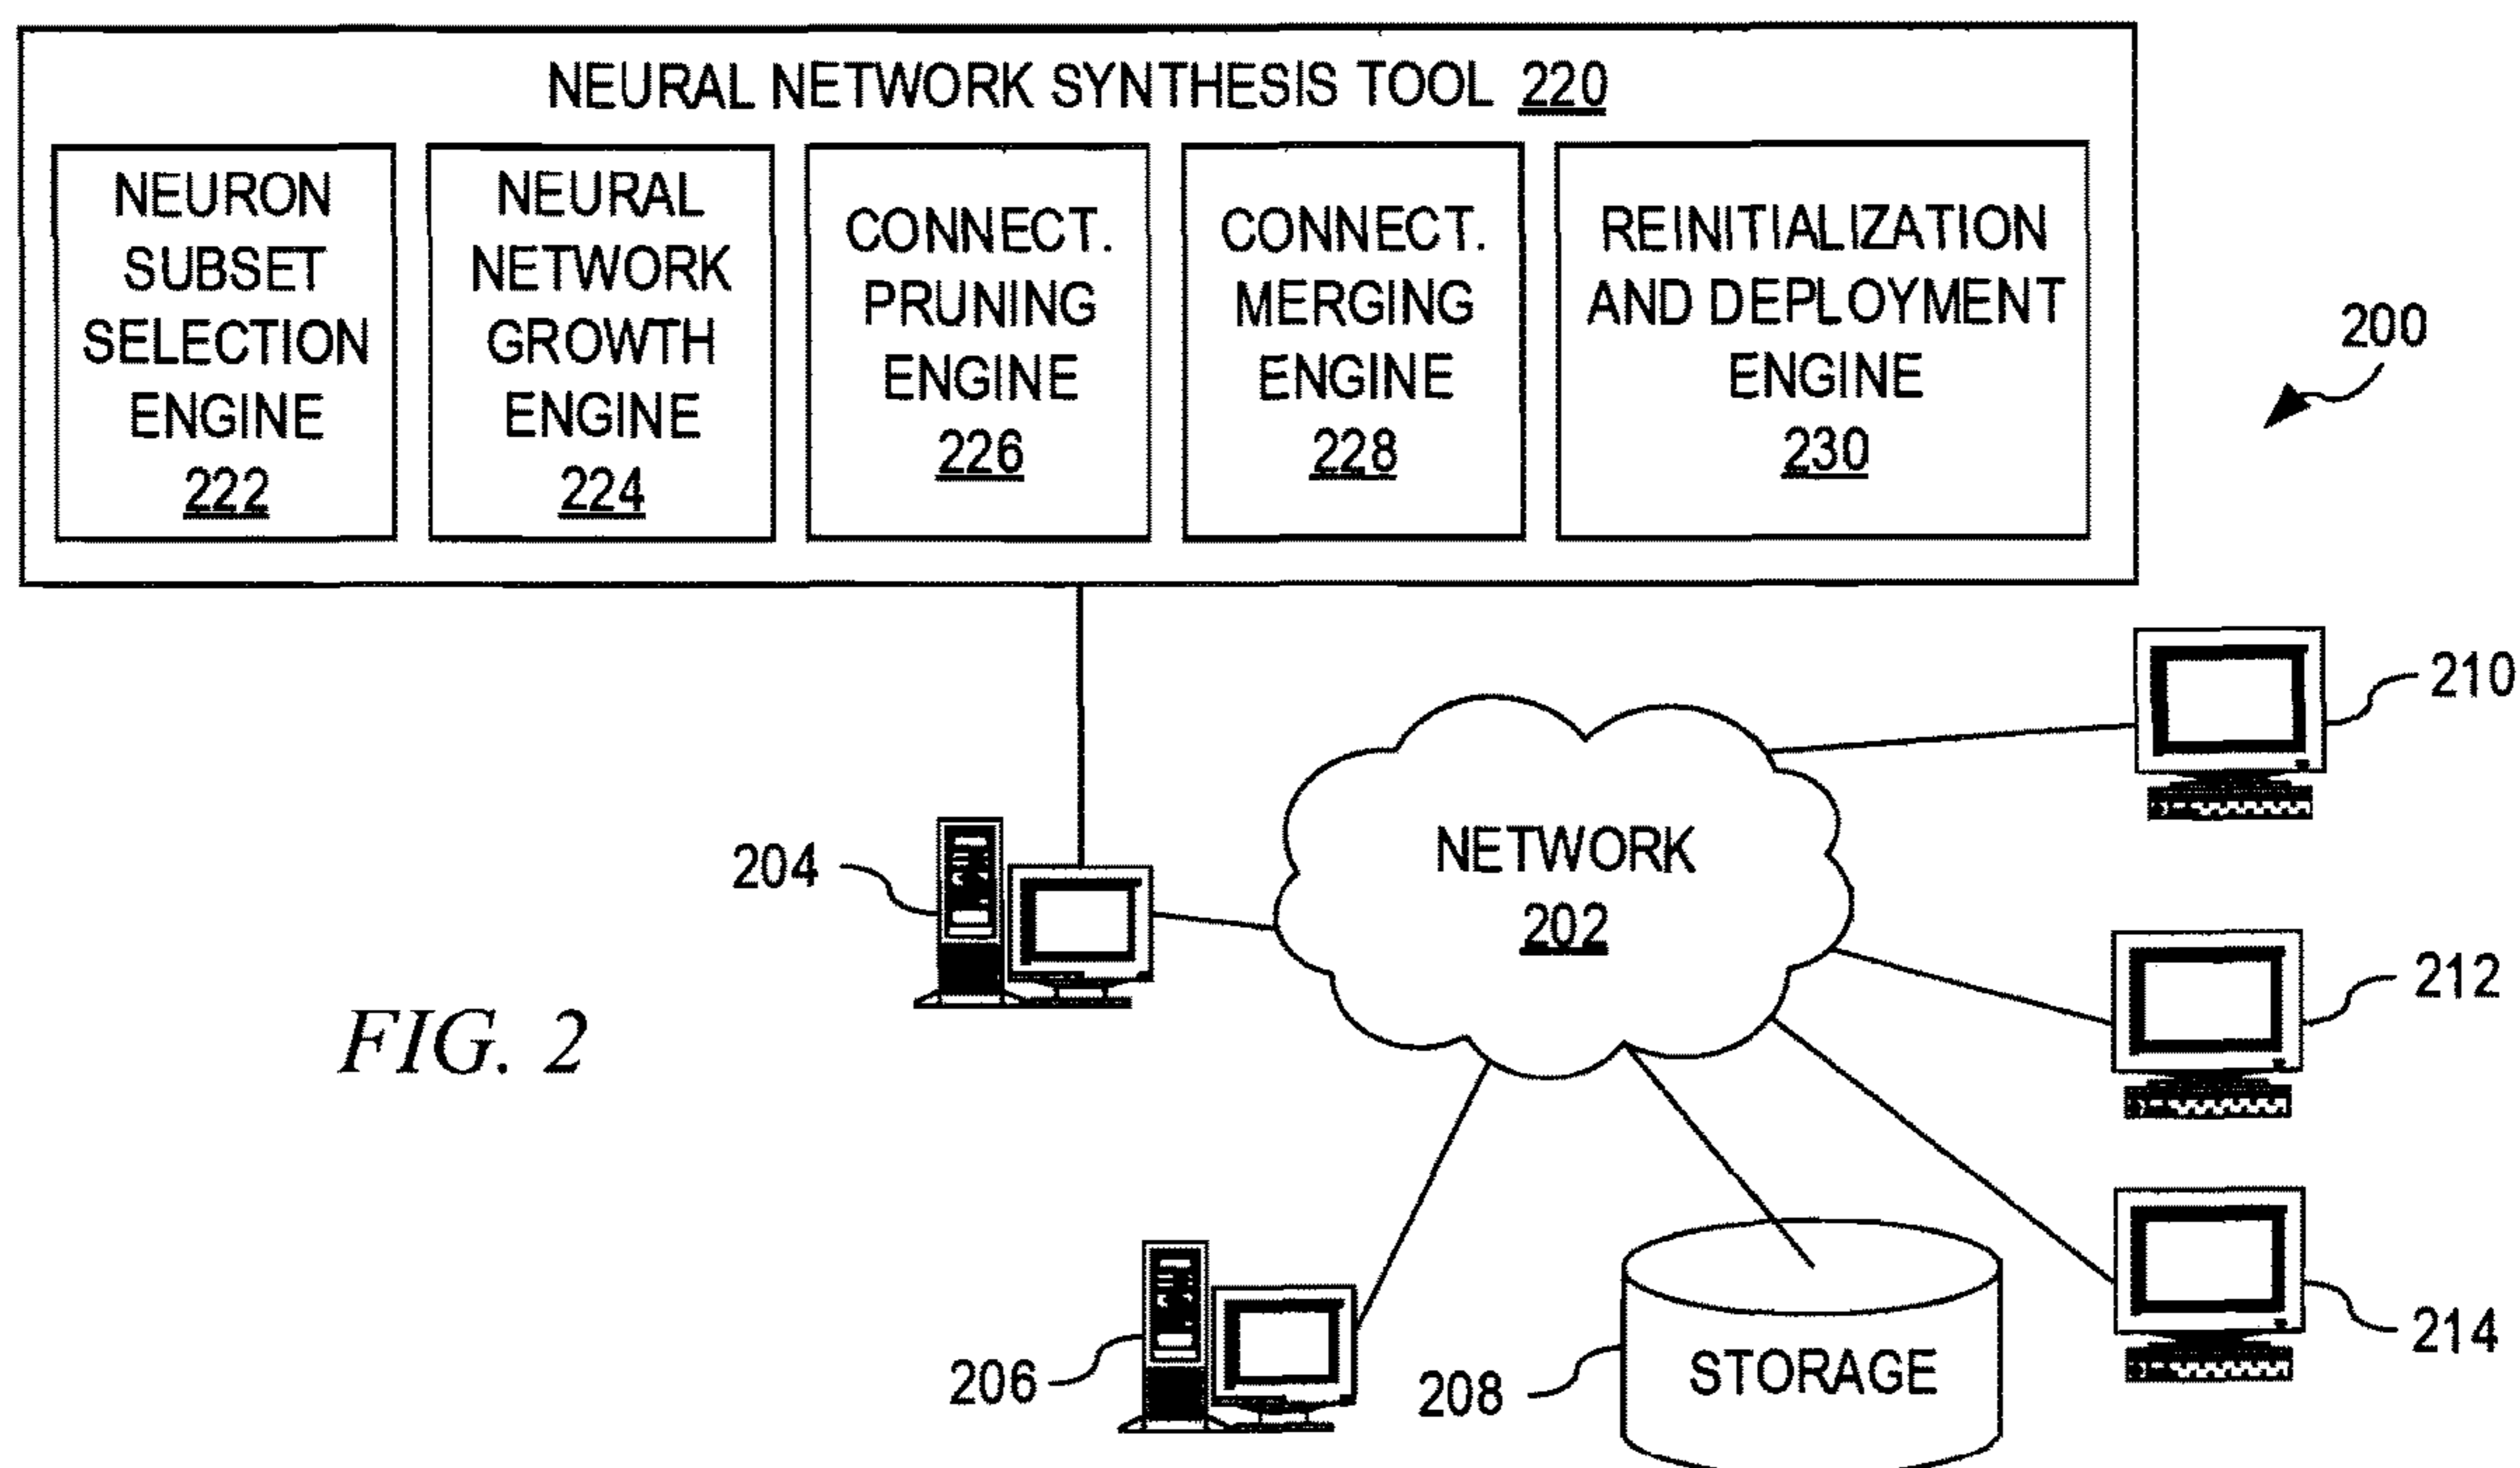 NEURAL NETWORK SYNTHESIS TOOL 220
NEURON
SUBSET
SELECTION
ENGINE
222
NEURAL
NETWORK
GROWTH
ENGINE
224
CONNECT.
PRUNING
ENGINE
226
CONNECT.
MERGING
ENGINE
228
REINITIALIZATION
AND DEPLOYMENT
ENGINE
230
200
210
204
NETWORK
202
212
FIG. 2
206
208
STORAGE
214